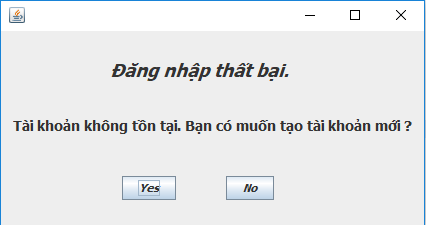 Đăng nhập thất bại.
Tài khoản không tồn tại. Bạn có muốn tạo tài khoản mới ?
Yes
No